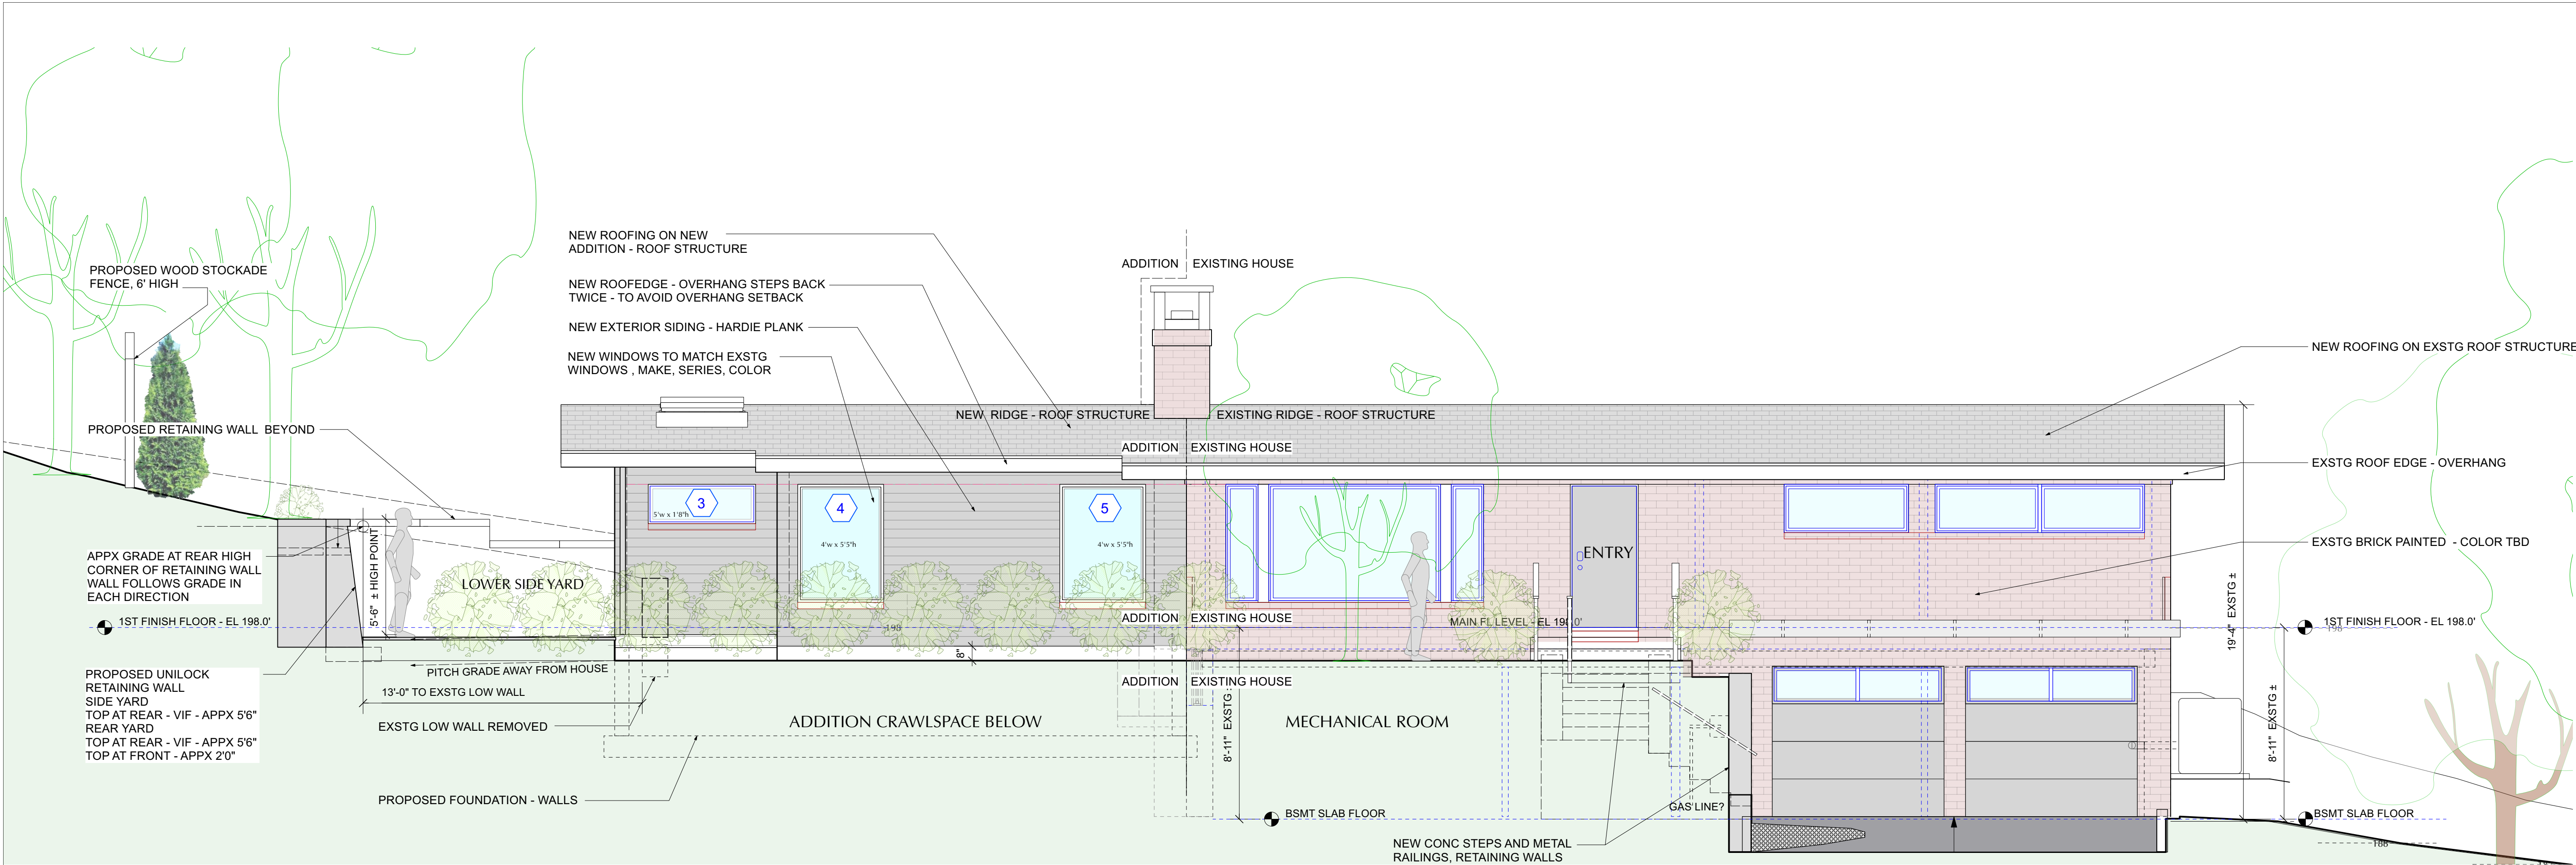 NEW ROOFING ON NEW
ADDITION - ROOF STRUCTURE
NEW ROOFEDGE - OVERHANG STEPS BACK
TWICE - TO AVOID OVERHANG SETBACK
NEW EXTERIOR SIDING - HARDIE PLANK
NEW WINDOWS TO MATCH EXSTG
WINDOWS , MAKE, SERIES, COLOR
PROPOSED WOOD STOCKADE
FENCE, 6' HIGH
PROPOSED RETAINING WALL BEYOND
APPX GRADE AT REAR HIGH
CORNER OF RETAINING WALL
WALL FOLLOWS GRADE IN
EACH DIRECTION
1ST FINISH FLOOR - EL 198.0'
PROPOSED UNILOCK
RETAINING WALL
SIDE YARD
TOP AT REAR - VIF - APPX 5'6"
REAR YARD
TOP AT REAR - VIF - APPX 5'6"
TOP AT FRONT - APPX 2'0"
5'-6" ± HIGH POINT
LOWER SIDE YARD
PITCH GRADE AWAY FROM HOUSE
13'-0" TO EXSTG LOW WALL
EXSTG LOW WALL REMOVED
PROPOSED FOUNDATION - WALLS
ADDITION EXISTING HOUSE
NEW RIDGE - ROOF STRUCTURE
EXISTING RIDGE - ROOF STRUCTURE
ADDITION EXISTING HOUSE
3
5'w x 1'8"h
4
4'w x 5'5"h
5
4'w x 5'5"h
198
8"
ADDITION EXISTING HOUSE
ADDITION EXISTING HOUSE
ADDITION CRAWLSPACE BELOW
MECHANICAL ROOM
8'-11" EXSTG ±
BSMT SLAB FLOOR
ENTRY
MAIN FL LEVEL - EL 198.0'
GAS LINE?
NEW CONC STEPS AND METAL
RAILINGS, RETAINING WALLS
NEW ROOFING ON EXSTG ROOF STRUCTURE
EXSTG ROOF EDGE - OVERHANG
EXSTG BRICK PAINTED - COLOR TBD
19'-4" EXSTG ±
1ST FINISH FLOOR - EL 198.0'
198
8'-11" EXSTG ±
BSMT SLAB FLOOR
188